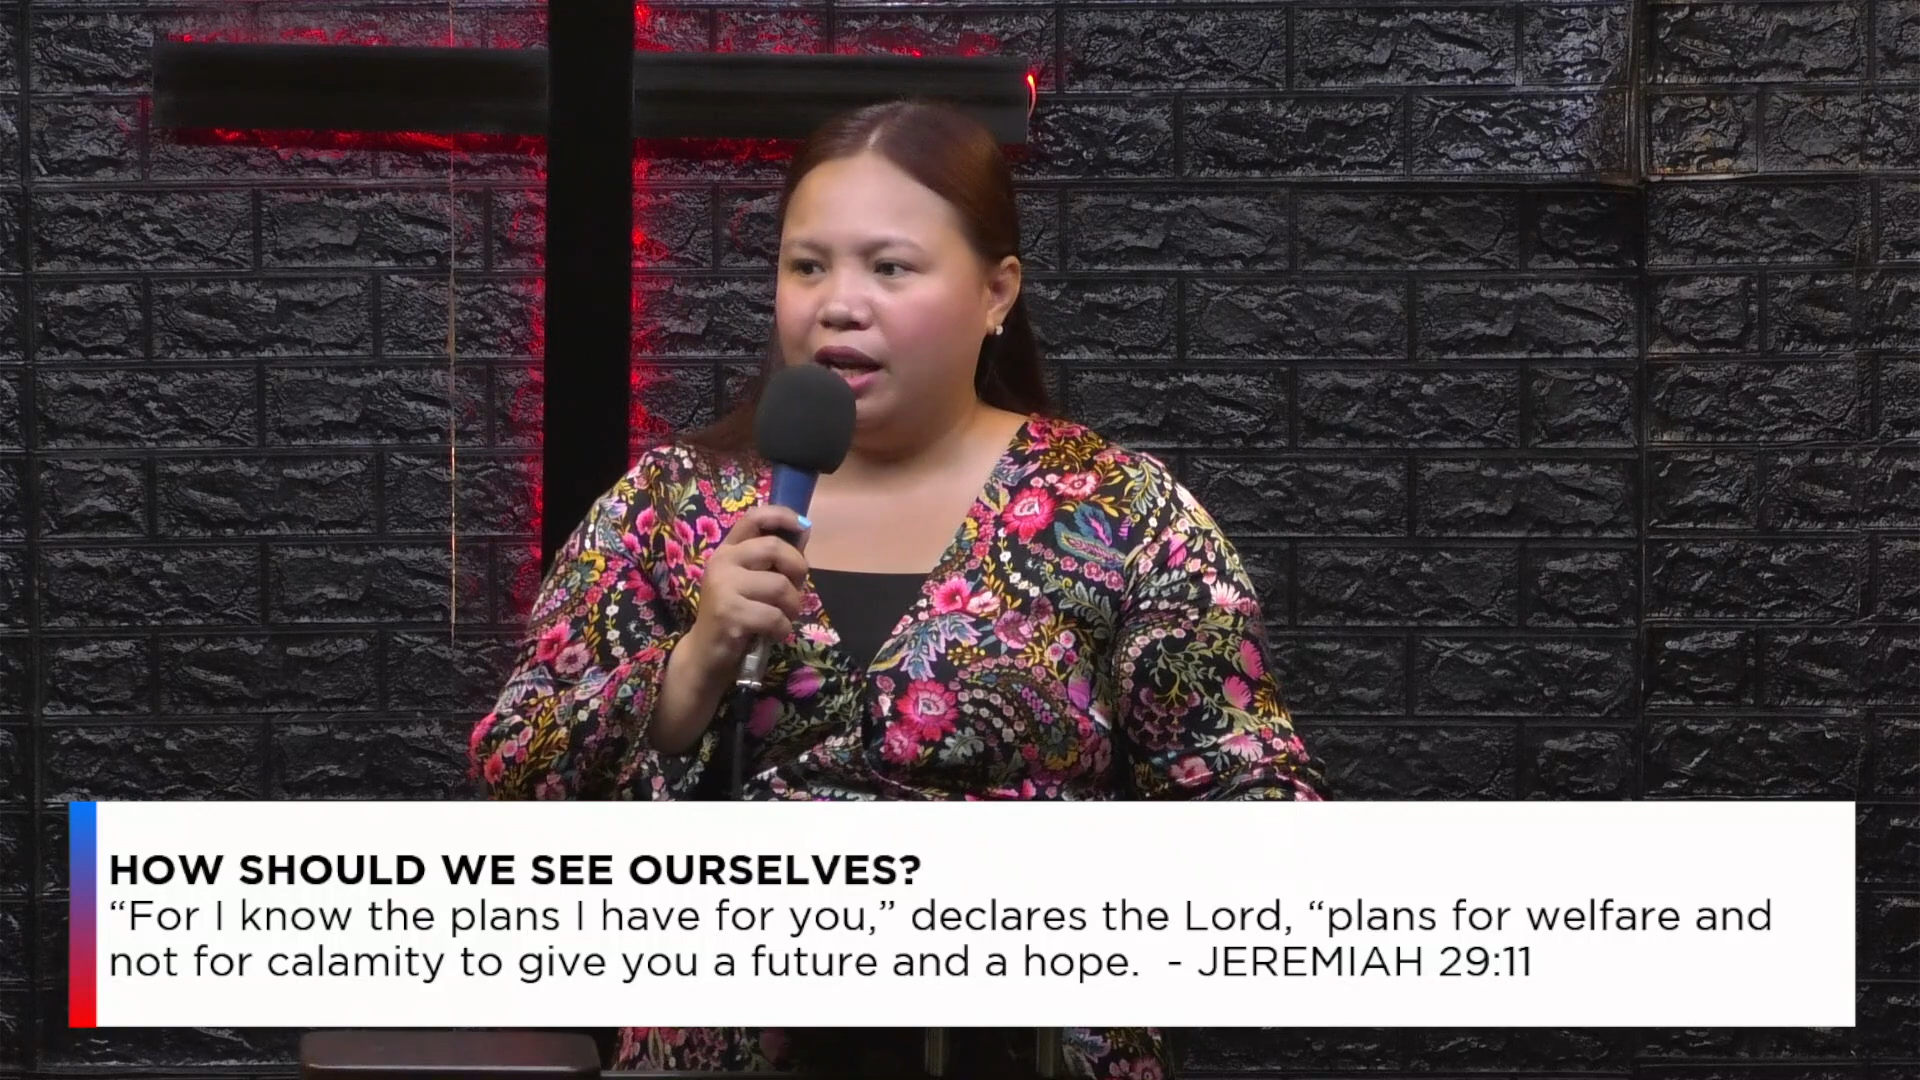 HOW SHOULD WE SEE OURSELVES?
“For I know the plans I have for you,” declares the Lord, “plans for welfare and
not for calamity to give you a future and a hope.  - JEREMIAH 29:11